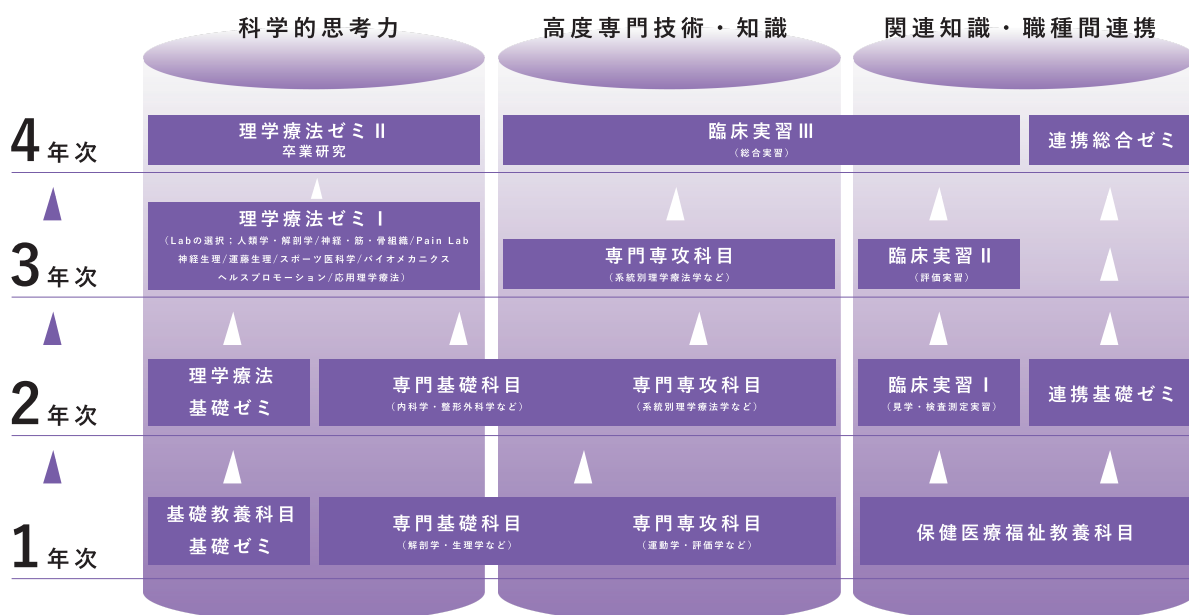 科学的思考力
高度専門技術・知識
関連知識・職種間連携
4年次
理学療法ゼミⅡ
卒業研究
臨床実習Ⅲ
（総合実習）
連携総合ゼミ
3年次
理学療法ゼミⅠ
（Labの選択；人類学・解剖学/神経・筋・骨組織/Pain Lab
神経生理/運藤生理/スポーツ医科学/バイオメカニクス
ヘルスプロモーション/応用理学療法）
専門専攻科目
（系統別理学療法学など）
臨床実習Ⅱ
（評価実習）
2年次
理学療法
基礎ゼミ
専門基礎科目
（内科学・整形外科学など）
専門専攻科目
（系統別理学療法学など）
臨床実習Ⅰ
（見学・検査測定実習）
連携基礎ゼミ
1年次
基礎教養科目
基礎ゼミ
専門基礎科目
（解剖学・生理学など）
専門専攻科目
（運動学・評価学など）
保健医療福祉教養科目